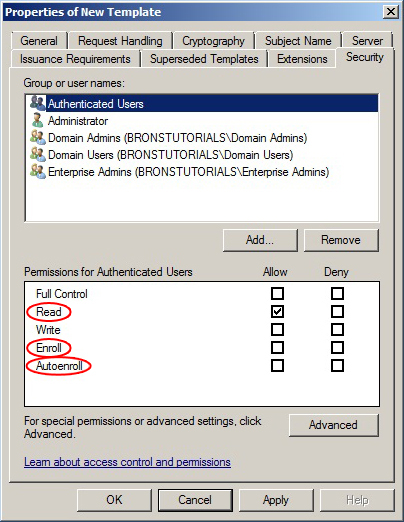 Properties of New Template
General Request Handling Cryptography Subject Name Server
Issuance Requirements Superseded Templates Extensions Security
Group or user names:
Authenticated Users
Administrator
Domain Admins (BRONSTUTORIALS\Domain Admins)
Domain Users (BRONSTUTORIALS\Domain Users)
Enterprise Admins (BRONSTUTORIALS\Enterprise Admins)
Add... Remove
Permissions for Authenticated Users Allow Deny
Full Control
Read
Write
Enroll
Autoenroll
For special permissions or advanced settings, click
Advanced.
Advanced
Learn about access control and permissions
OK Cancel Apply Help